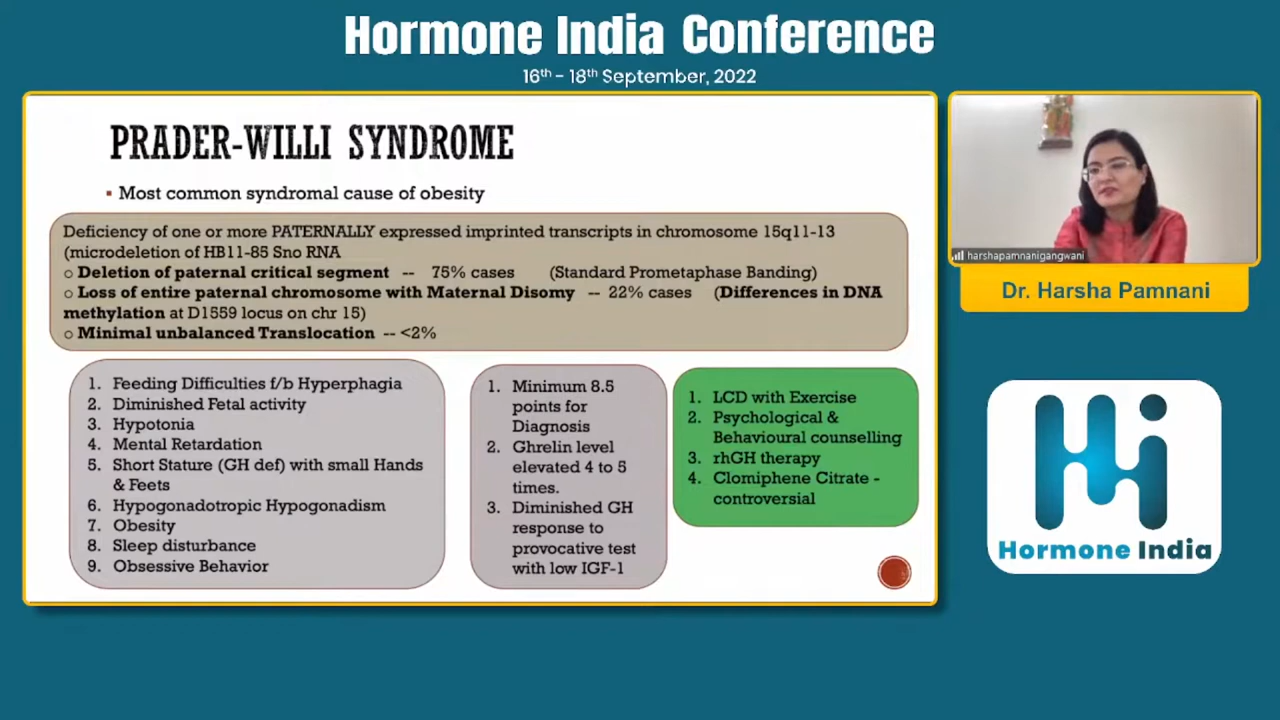 Hormone India Conference
16th - 18th September, 2022
PRADER-WILLI SYNDROME
▪ Most common syndromal cause of obesity
Deficiency of one or more PATERNALLY expressed imprinted transcripts in chromosome 15q11-13
(microdeletion of HB11-85 Sno RNA
o Deletion of paternal critical segment -- 75% cases (Standard Prometaphase Banding)
o Loss of entire paternal chromosome with Maternal Disomy -- 22% cases (Differences in DNA
methylation at D1559 locus on chr 15)
o Minimal unbalanced Translocation -- <2%
1. Feeding Difficulties f/b Hyperphagia
2. Diminished Fetal activity
3. Hypotonia
4. Mental Retardation
5. Short Stature (GH def) with small Hands
& Feets
6. Hypogonadotropic Hypogonadism
7. Obesity
8. Sleep disturbance
9. Obsessive Behavior
1. Minimum 8.5
points for
Diagnosis
2. Ghrelin level
elevated 4 to 5
times.
3. Diminished GH
response to
provocative test
with low IGF-1
1. LCD with Exercise
2. Psychological &
Behavioural counselling
3. rhGH therapy
4. Clomiphene Citrate -
controversial
harshapamnanigangwani
Dr. Harsha Pamnani
Hi
Hormone India